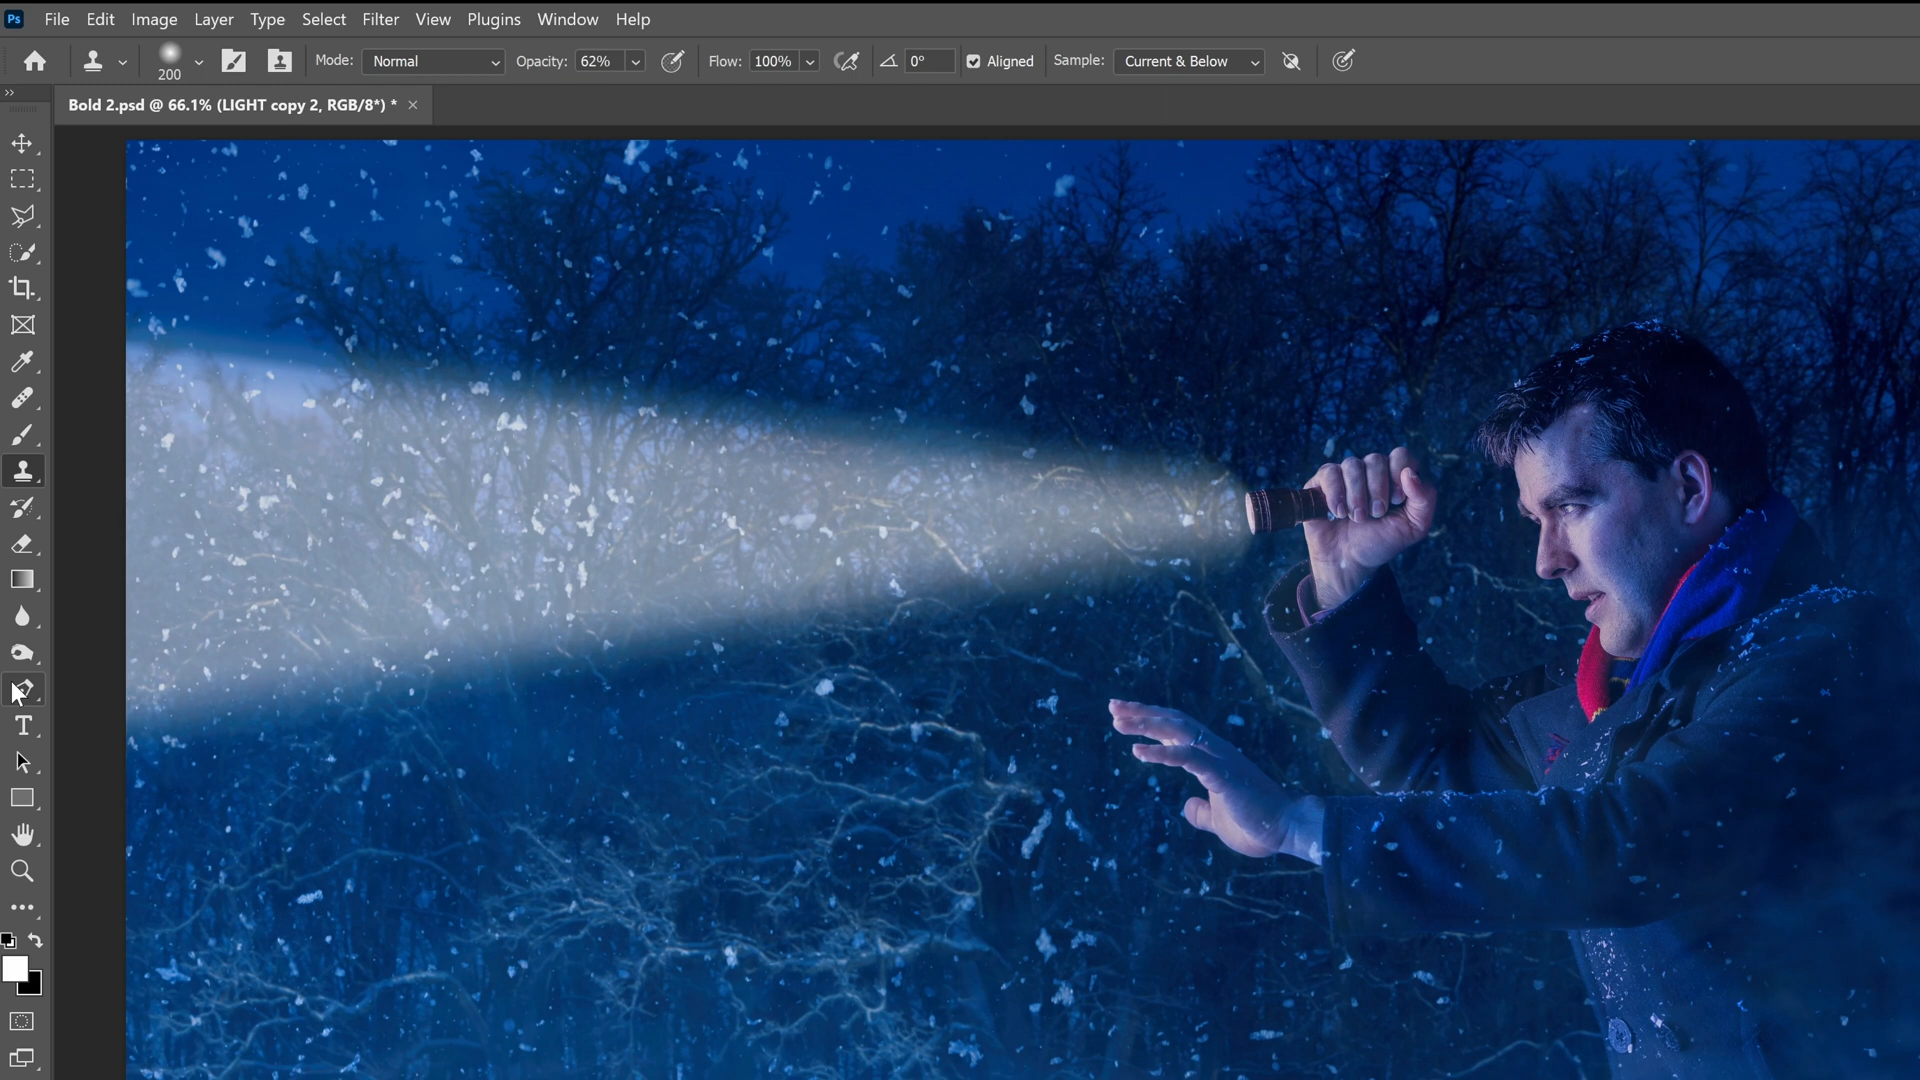 Ps File Edit Image Layer Type Select Filter View Plugins Window Help
200 Mode: Normal Opacity: 62% Flow: 100% 0° Aligned Sample: Current & Below
Bold 2.psd @ 66.1% (LIGHT copy 2, RGB/8*) * ×
T